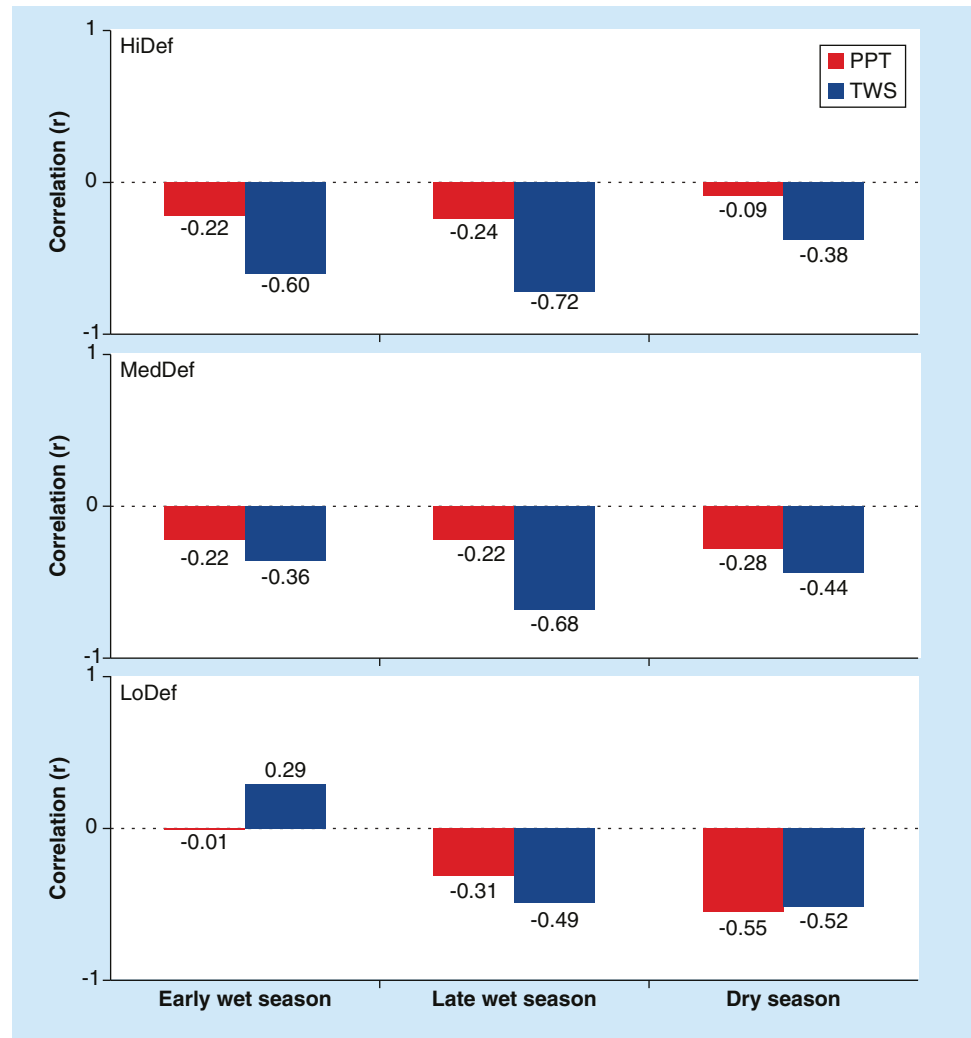 HiDef
PPT
TWS
Correlation (r)
1
0
-1
-0.22
-0.60
-0.24
-0.72
-0.09
-0.38
MedDef
Correlation (r)
1
0
-1
-0.22
-0.36
-0.22
-0.68
-0.28
-0.44
LoDef
Correlation (r)
1
0
-1
-0.01
0.29
-0.31
-0.49
-0.55
-0.52
Early wet season
Late wet season
Dry season